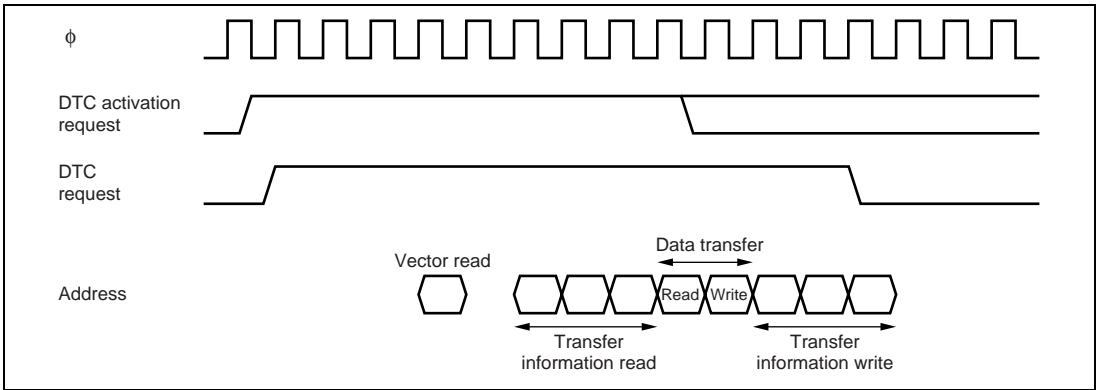 ϕ
DTC activation
request
DTC
request
Data transfer
Vector read
Address
Read
Write
Transfer
information read
Transfer
information write